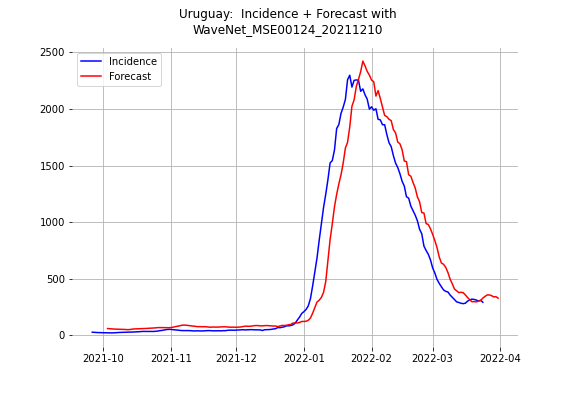 Uruguay:  Incidence + Forecast with
WaveNet_MSE00124_20211210
Incidence
Forecast
2500
2000
1500
1000
500
0
2021-10 2021-11 2021-12 2022-01 2022-02 2022-03 2022-04